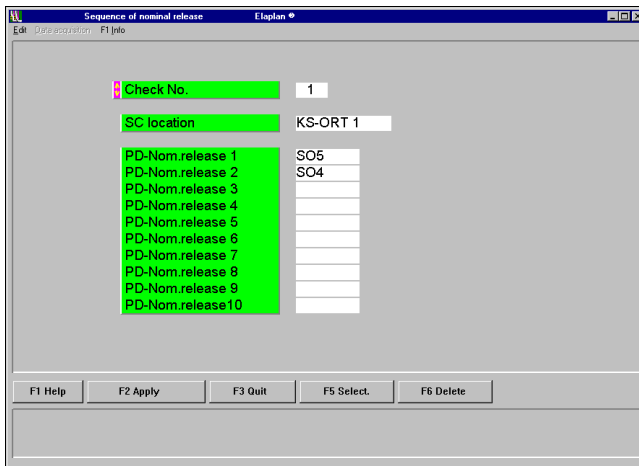 Sequence of nominal release Elaplan ®
Edit Data acquisition F1 Info
Check No. 1
SC location KS-ORT 1
PD-Nom.release 1 SO5
PD-Nom.release 2 SO4
PD-Nom.release 3
PD-Nom.release 4
PD-Nom.release 5
PD-Nom.release 6
PD-Nom.release 7
PD-Nom.release 8
PD-Nom.release 9
PD-Nom.release10
F1 Help F2 Apply F3 Quit F5 Select. F6 Delete